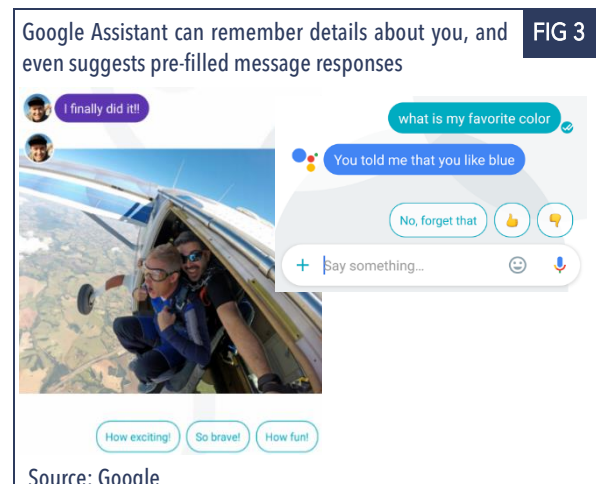 Google Assistant can remember details about you, and
even suggests pre-filled message responses
FIG 3
I finally did it!!
what is my favorite color
You told me that you like blue
No, forget that
Say something...
How exciting!
So brave!
How fun!
Source: Google